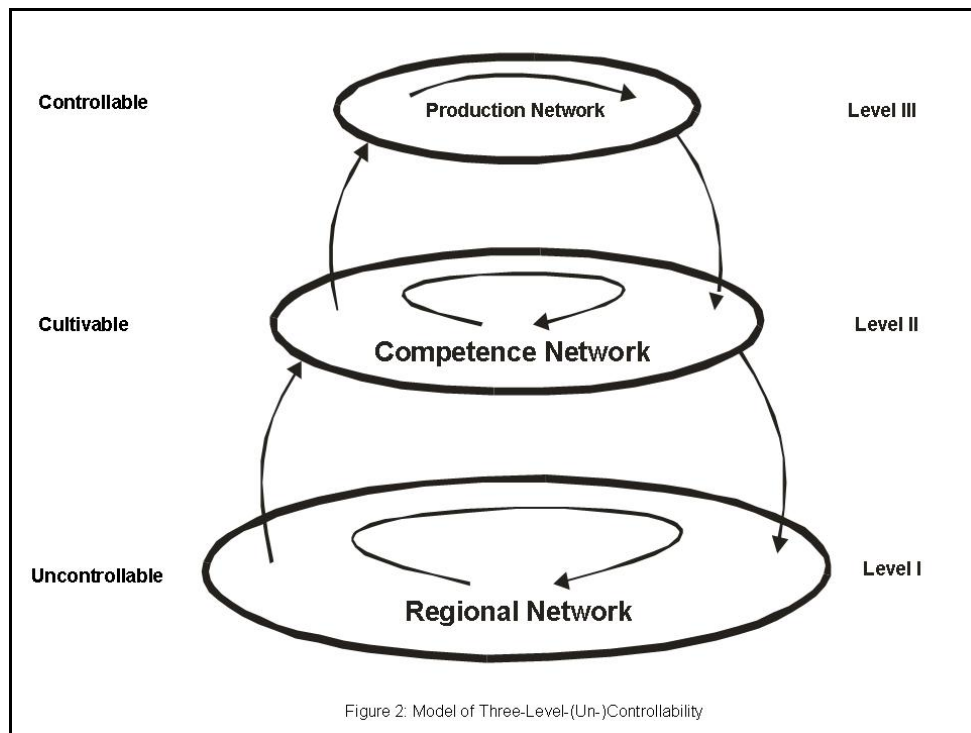 Controllable
Production Network
Level III
Cultivable
Competence Network
Level II
Uncontrollable
Regional Network
Level I
Figure 2: Model of Three-Level-(Un-)Controllability